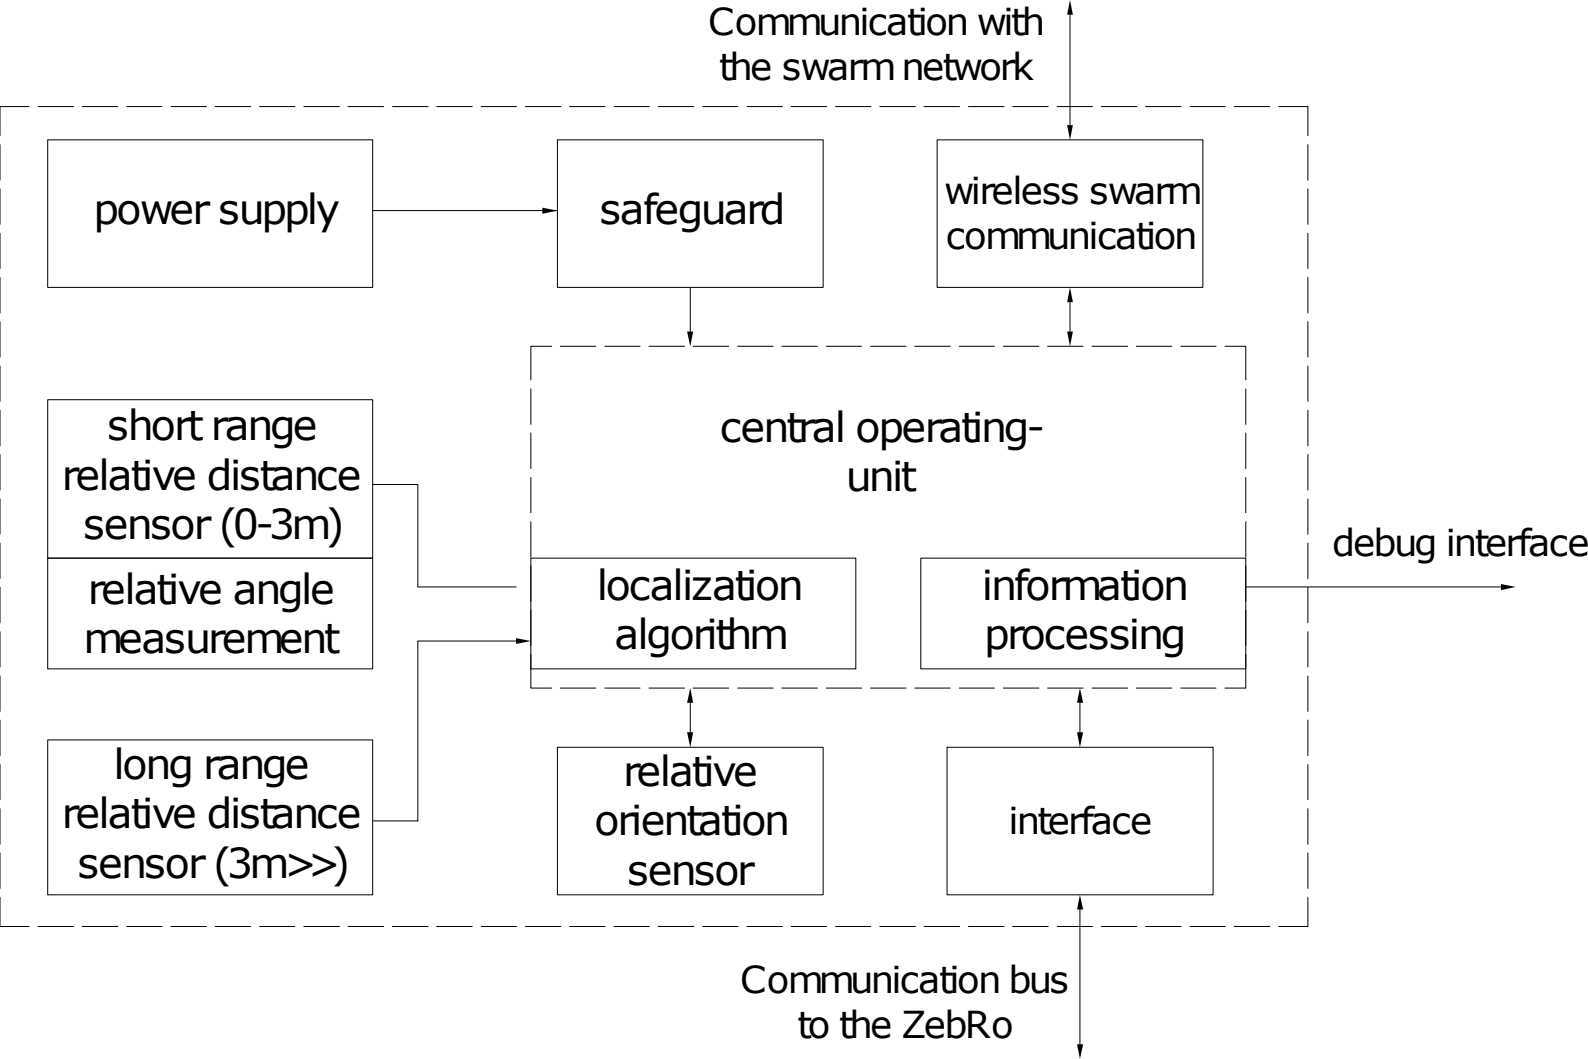 Communication with
the swarm network
power supply
safeguard
wireless swarm
communication
short range
relative distance
sensor (0-3m)
relative angle
measurement
central operating-
unit
localization
algorithm
information
processing
debug interface
long range
relative distance
sensor (3m>>)
relative
orientation
sensor
interface
Communication bus
to the ZebRo